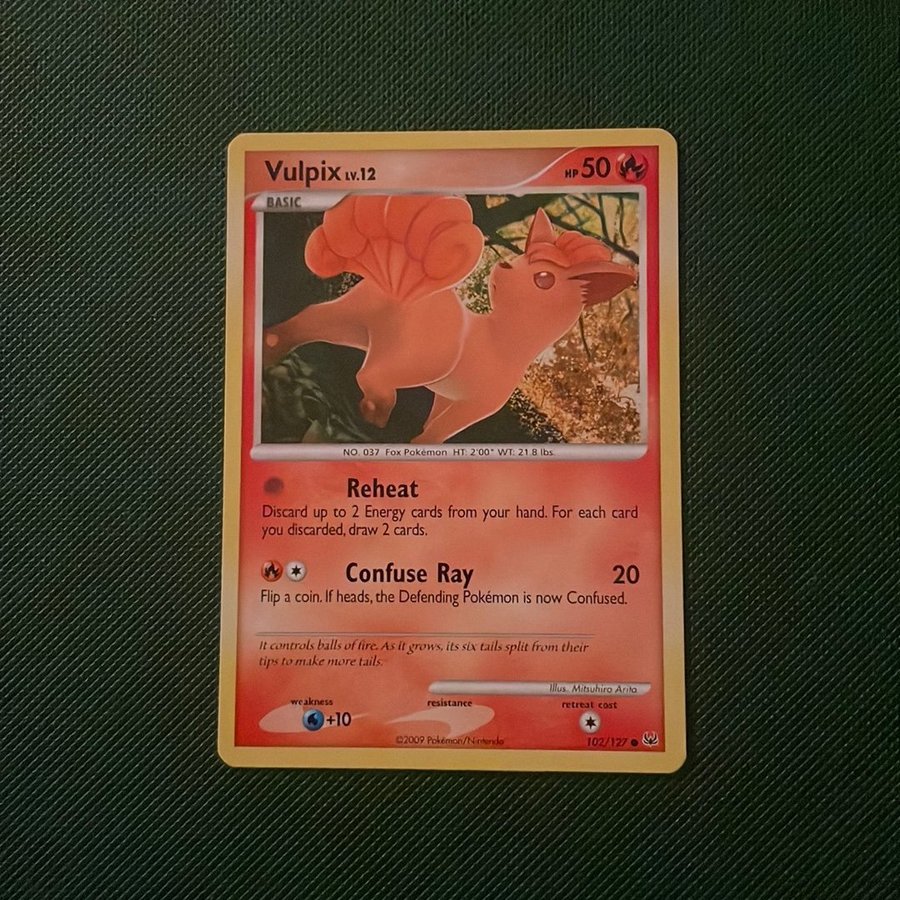 Vulpix LV.12 HP 50
BASIC
NO. 037 Fox Pokémon HT: 2'00" WT: 21.8 lbs.
Reheat
Discard up to 2 Energy cards from your hand. For each card
you discarded, draw 2 cards.
Confuse Ray 20
Flip a coin. If heads, the Defending Pokémon is now Confused.
It controls balls of fire. As it grows, its six tails split from their
tips to make more tails.
Illus. Mitsuhiro Arita
weakness resistance retreat cost
+10
©2009 Pokémon/Nintendo 102/127